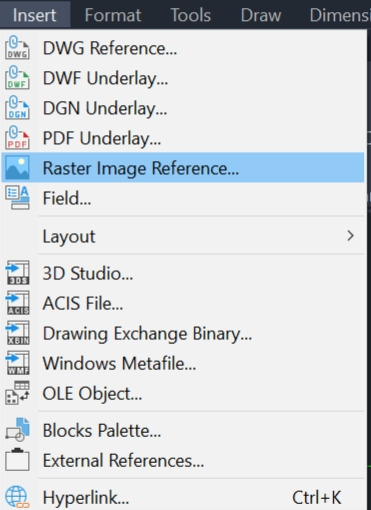 Insert Format Tools Draw Dimensi
DWG Reference...
DWF Underlay...
DGN Underlay...
PDF Underlay...
Raster Image Reference...
Field...
Layout
3D Studio...
ACIS File...
Drawing Exchange Binary...
Windows Metafile...
OLE Object...
Blocks Palette...
External References...
Hyperlink... Ctrl+K
DWG
DWF
DGN
PDF
A
3DS
ACIS
XBIN
WMF